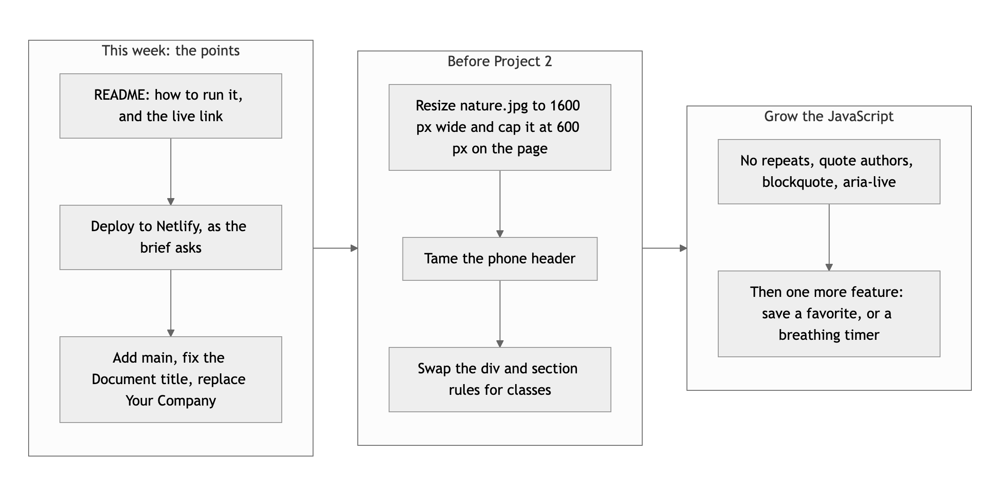 This week: the points
README: how to run it,
and the live link
Deploy to Netlify, as the
brief asks
Add main, fix the
Document title, replace
Your Company
Before Project 2
Resize nature.jpg to 1600
px wide and cap it at 600
px on the page
Tame the phone header
Swap the div and section
rules for classes
Grow the JavaScript
No repeats, quote authors,
blockquote, aria-live
Then one more feature:
save a favorite, or a
breathing timer